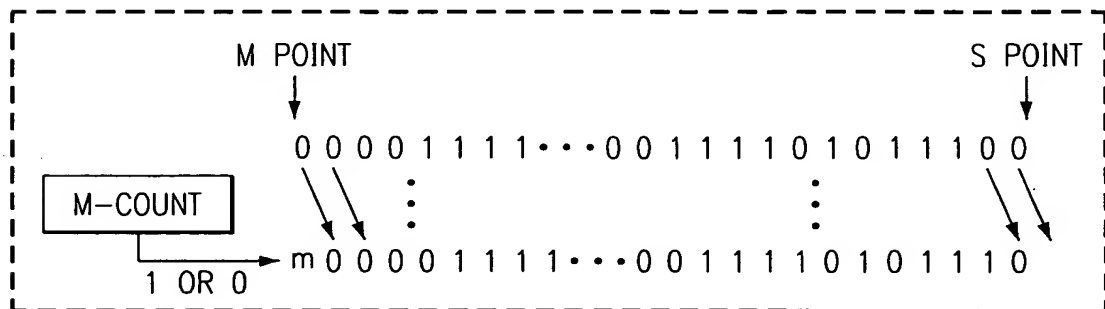 M POINT S POINT
0 0 0 0 1 1 1 1 ··· 0 0 1 1 1 1 0 1 0 1 1 1 0 0
M-COUNT
m 0 0 0 0 1 1 1 1 ··· 0 0 1 1 1 1 0 1 0 1 1 1 0
1 OR 0